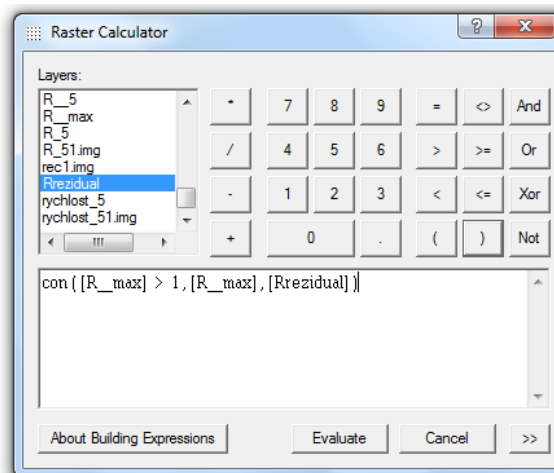 Raster Calculator
?
Layers:
R__5
R__max
R_5
R_51.img
rec1.img
Rrezidual
rychlost_5
rychlost_51.img
* 7 8 9 = <> And
/ 4 5 6 > >= Or
- 1 2 3 < <= Xor
+ 0 . ( ) Not
con([R__max] > 1,[R__max],[Rrezidual])
About Building Expressions Evaluate Cancel >>